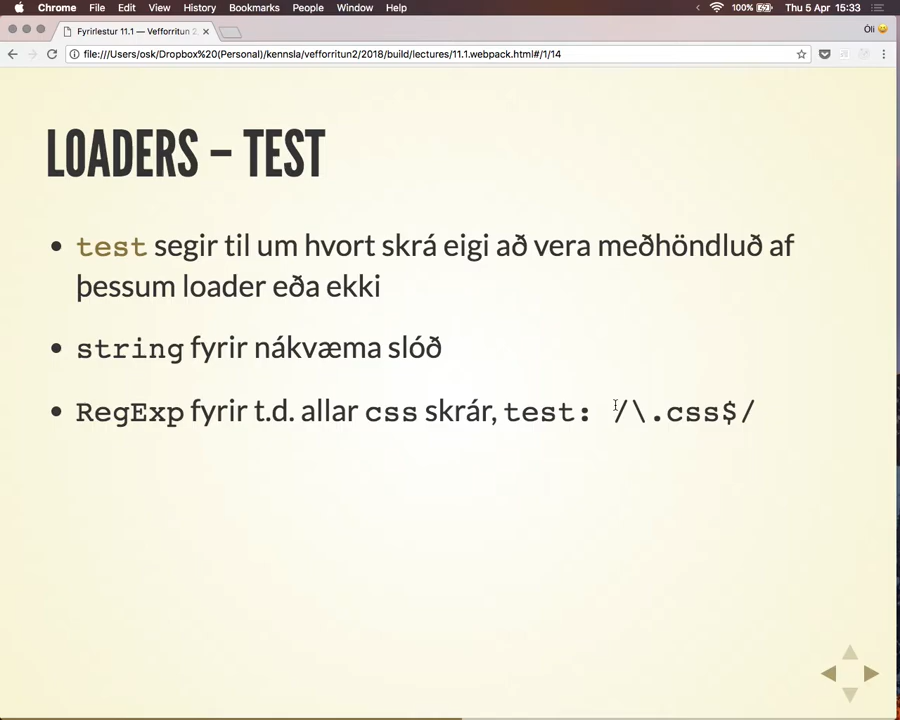 Chrome File Edit View History Bookmarks People Window Help 100% Thu 5 Apr 15:33
Fyrirlestur 11.1 — Vefforritun 2 Óli
file:///Users/osk/Dropbox%20(Personal)/kennsla/vefforritun2/2018/build/lectures/11.1.webpack.html#/1/14
LOADERS – TEST
• test segir til um hvort skrá eigi að vera meðhöndluð af
þessum loader eða ekki
• string fyrir nákvæma slóð
• RegExp fyrir t.d. allar css skrár, test: /\.css$/